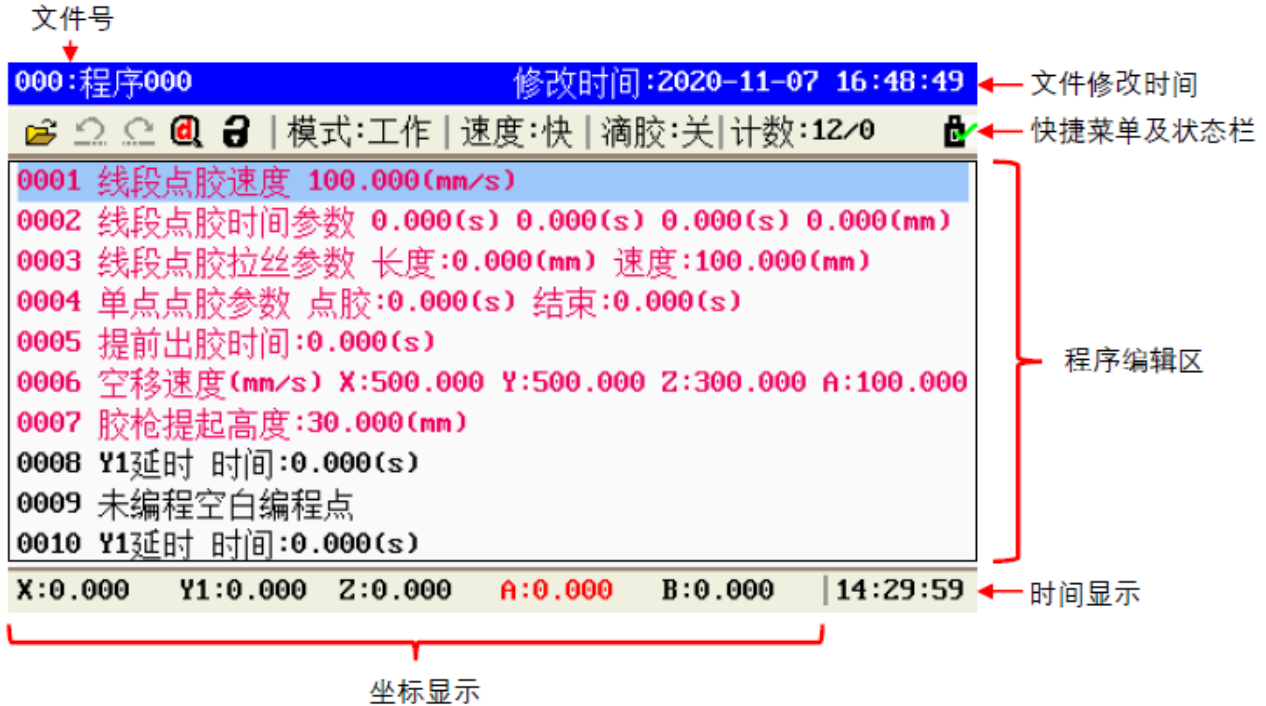 文件号
000:程序000 修改时间:2020-11-07 16:48:49 文件修改时间
d |模式:工作|速度:快|滴胶:关|计数:12/0 快捷菜单及状态栏
0001 线段点胶速度 100.000(mm/s)
0002 线段点胶时间参数 0.000(s) 0.000(s) 0.000(s) 0.000(mm)
0003 线段点胶拉丝参数 长度:0.000(mm) 速度:100.000(mm)
0004 单点点胶参数 点胶:0.000(s) 结束:0.000(s)
0005 提前出胶时间:0.000(s)
程序编辑区
0006 空移速度(mm/s) X:500.000 Y:500.000 Z:300.000 A:100.000
0007 胶枪提起高度:30.000(mm)
0008 Y1延时 时间:0.000(s)
0009 未编程空白编程点
0010 Y1延时 时间:0.000(s)
X:0.000 Y1:0.000 Z:0.000 A:0.000 B:0.000 |14:29:59 时间显示
坐标显示